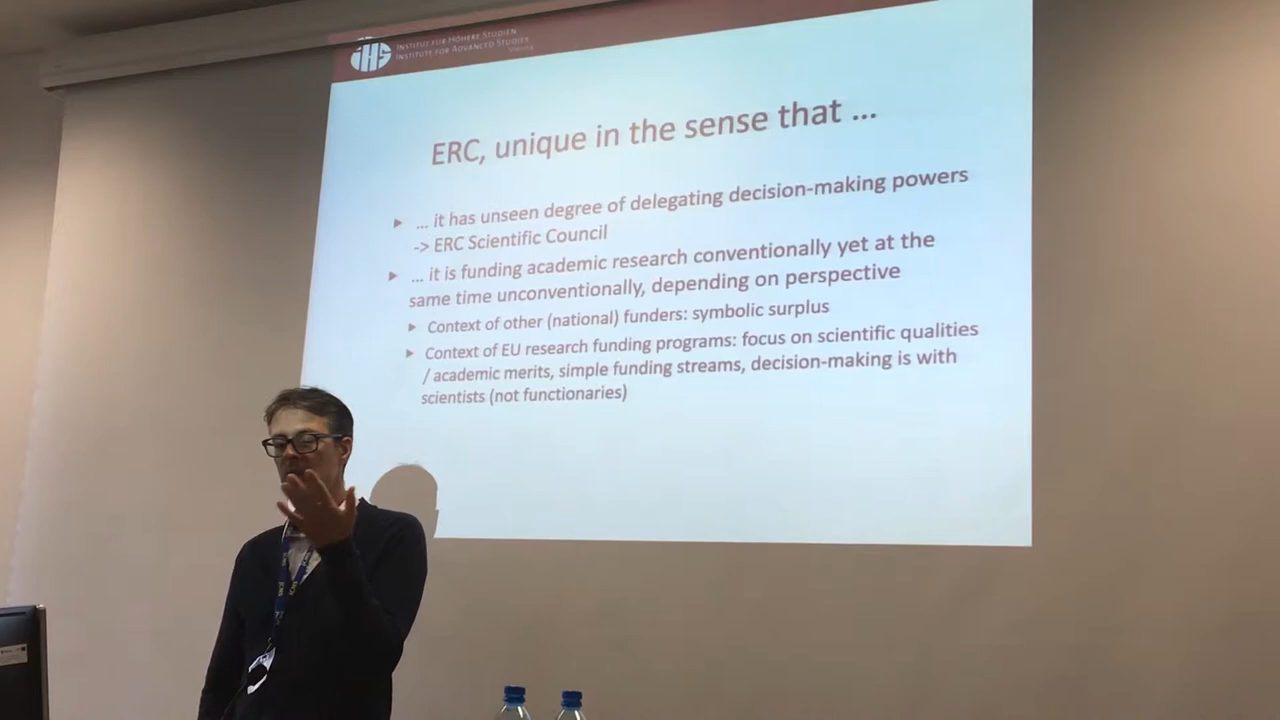 IHS
INSTITUT FÜR HÖHERE STUDIEN
INSTITUTE FOR ADVANCED STUDIES
Vienna
ERC, unique in the sense that ...
... it has unseen degree of delegating decision-making powers
-> ERC Scientific Council
... it is funding academic research conventionally yet at the
same time unconventionally, depending on perspective
Context of other (national) funders: symbolic surplus
Context of EU research funding programs: focus on scientific qualities
/ academic merits, simple funding streams, decision-making is with
scientists (not functionaries)